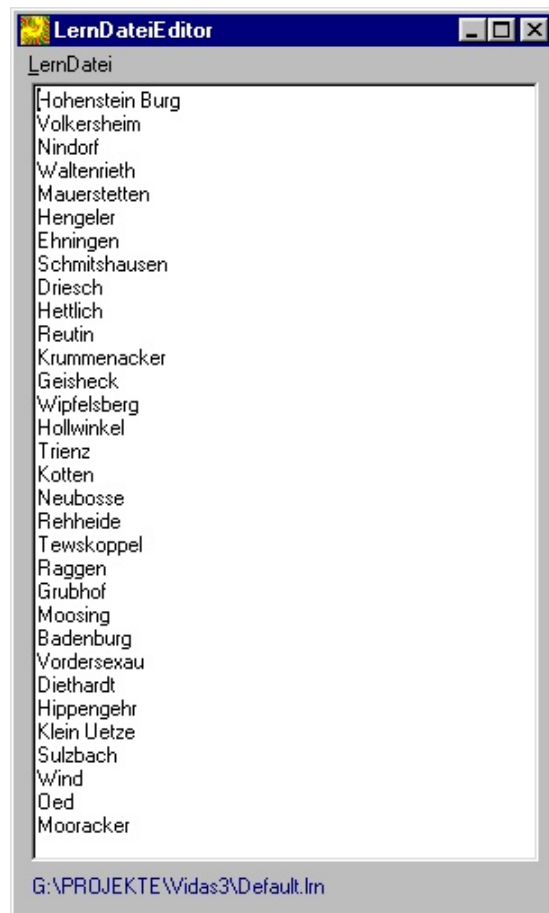 LernDateiEditor
LernDatei
Hohenstein Burg
Volkersheim
Nindorf
Waltenrieth
Mauerstetten
Hengeler
Ehningen
Schmitshausen
Driesch
Hettlich
Reutin
Krummenacker
Geisheck
Wipfelsberg
Hollwinkel
Trienz
Kotten
Neubosse
Rehheide
Tewskoppel
Raggen
Grubhof
Moosing
Badenburg
Vordersexau
Diethardt
Hippengehr
Klein Uetze
Sulzbach
Wind
Oed
Mooracker
G:\PROJEKTE\Vidas3\Default.lrn